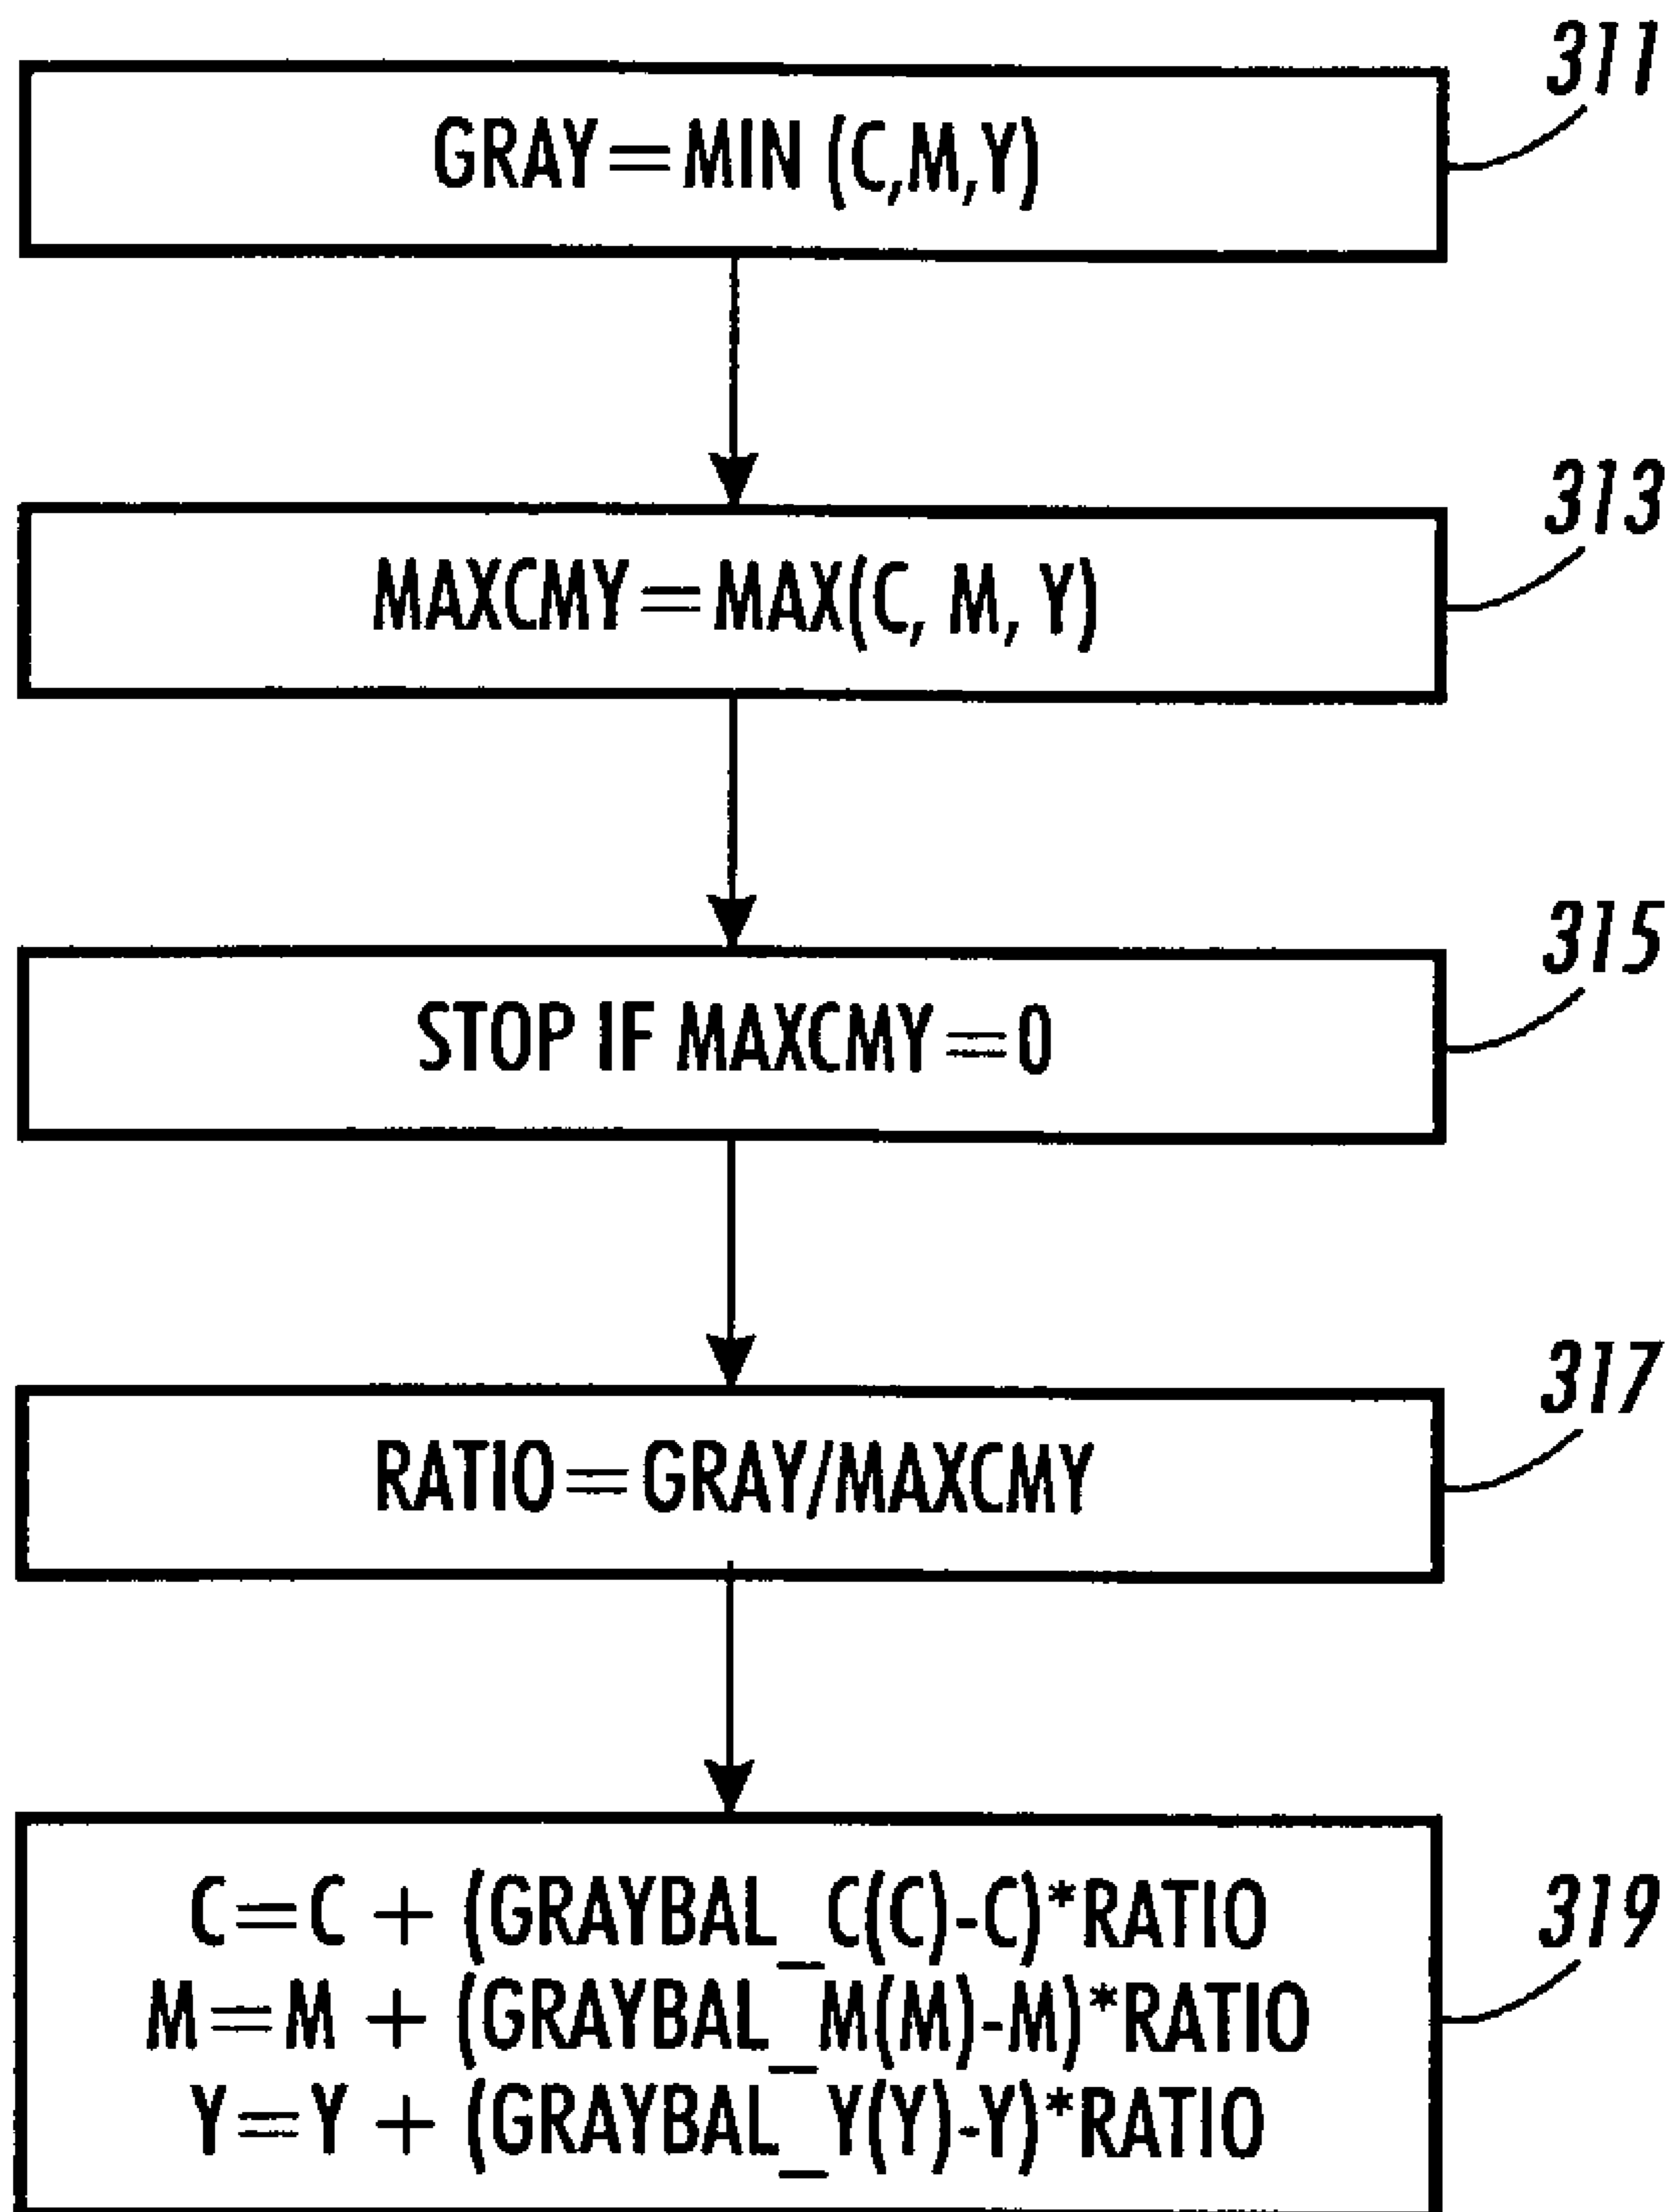 311
GRAY=MIN (C,M,Y)
313
MAXCMY=MAX(C, M, Y)
315
STOP IF MAXCMY=0
317
RATIO=GRAY/MAXCMY
319
C=C + (GRAYBAL_C(C)-C)*RATIO
M=M + (GRAYBAL_M(M)-M)*RATIO
Y=Y + (GRAYBAL_Y(Y)-Y)*RATIO